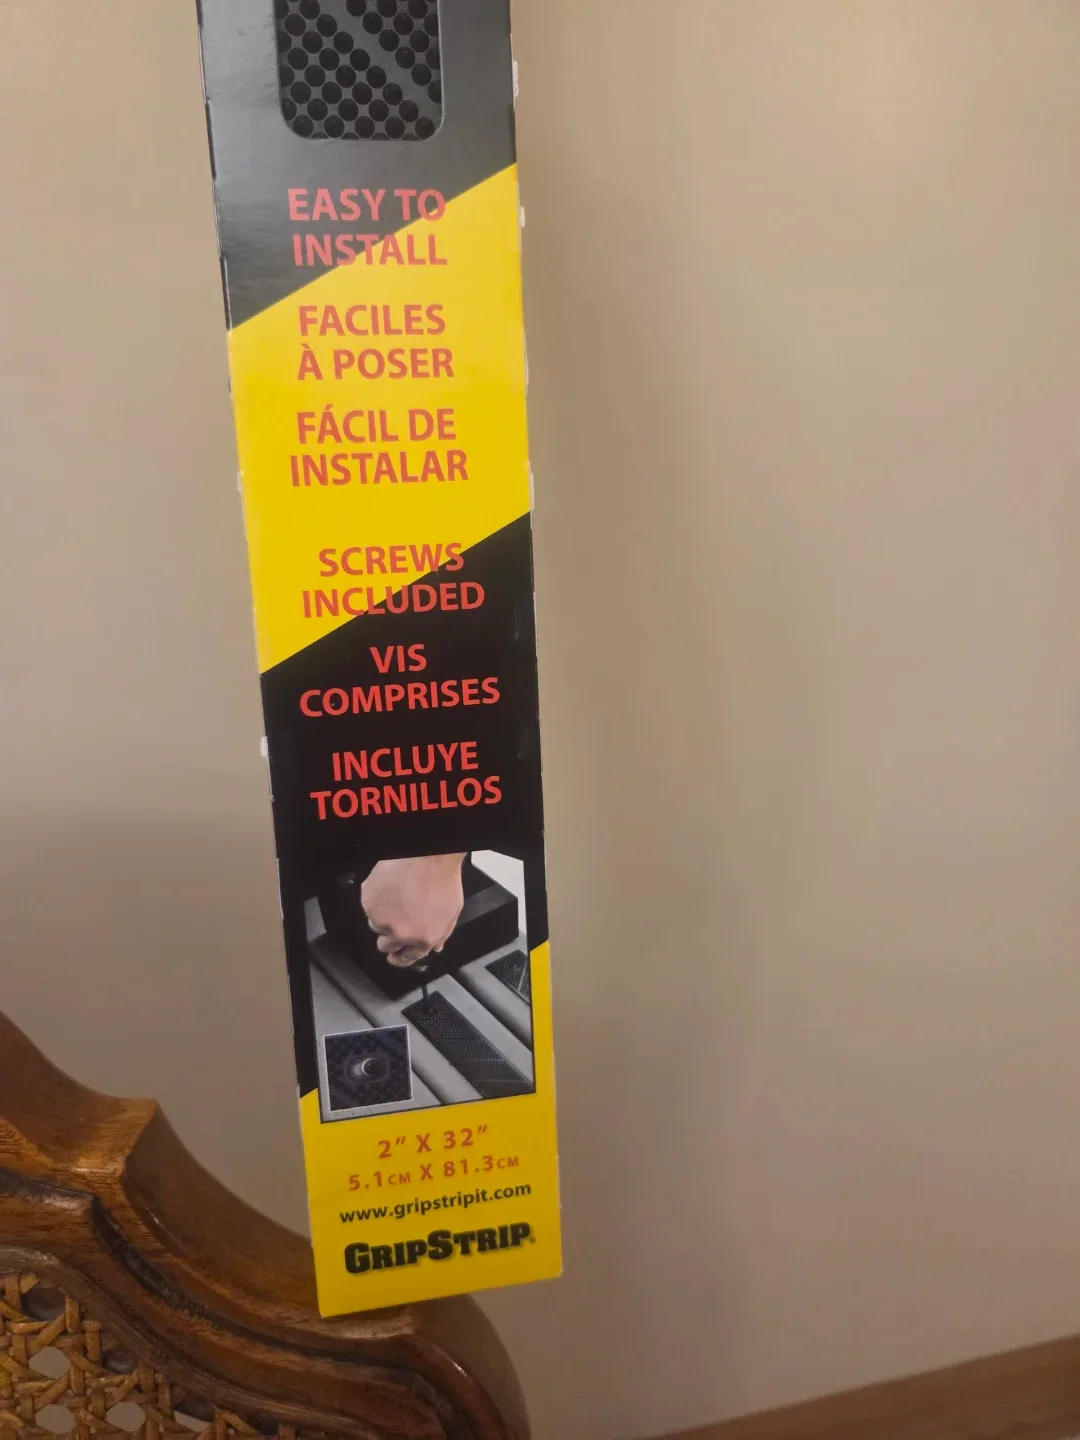 EASY TO
INSTALL
FACILES
À POSER
FÁCIL DE
INSTALAR
SCREWS
INCLUDED
VIS
COMPRISES
INCLUYE
TORNILLOS
2" X 32"
5.1CM X 81.3CM
www.gripstripit.com
GRIPSTRIP